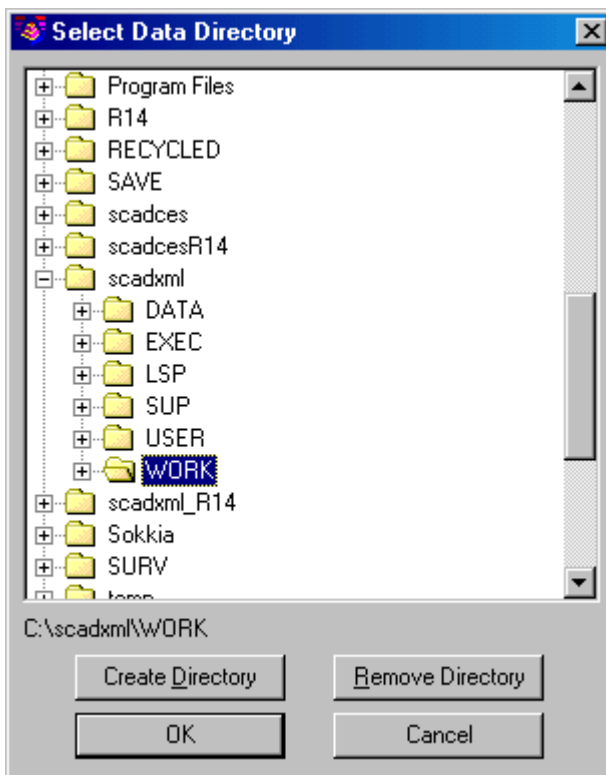 Select Data Directory
Program Files
R14
RECYCLED
SAVE
scadces
scadcesR14
scadxml
DATA
EXEC
LSP
SUP
USER
WORK
scadxml_R14
Sokkia
SURV
temp
C:\scadxml\WORK
Create Directory Remove Directory
OK Cancel